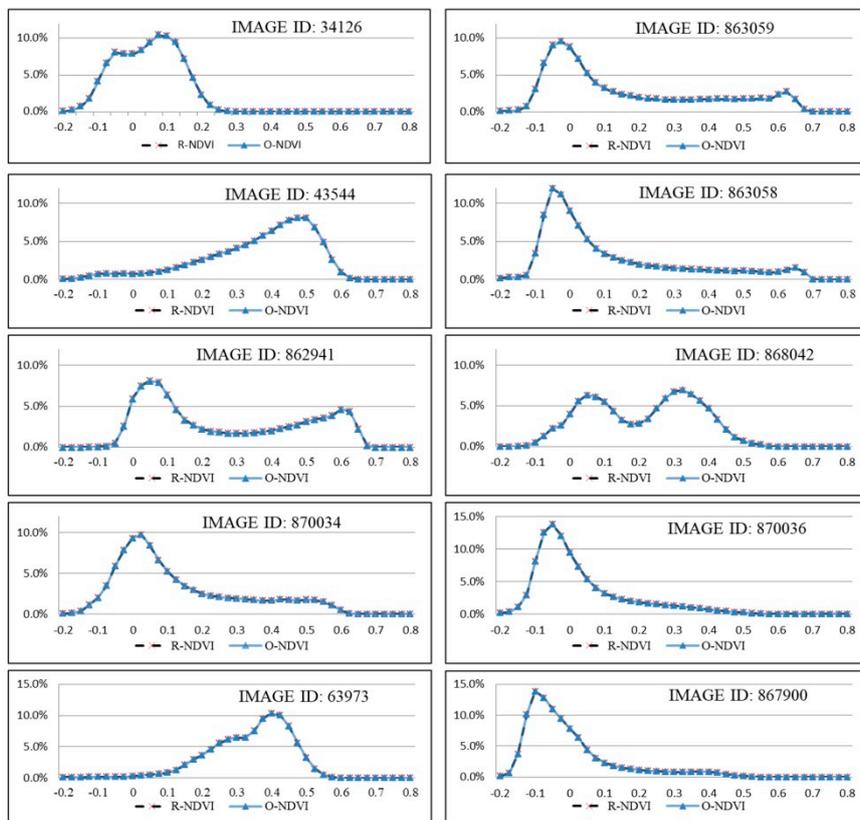 IMAGE ID: 34126
10.0%
5.0%
0.0%
-0.2 -0.1 0 0.1 0.2 0.3 0.4 0.5 0.6 0.7 0.8
R-NDVI O-NDVI
IMAGE ID: 863059
10.0%
5.0%
0.0%
-0.2 -0.1 0 0.1 0.2 0.3 0.4 0.5 0.6 0.7 0.8
R-NDVI O-NDVI
IMAGE ID: 43544
10.0%
5.0%
0.0%
-0.2 -0.1 0 0.1 0.2 0.3 0.4 0.5 0.6 0.7 0.8
R-NDVI O-NDVI
IMAGE ID: 863058
10.0%
5.0%
0.0%
-0.2 -0.1 0 0.1 0.2 0.3 0.4 0.5 0.6 0.7 0.8
R-NDVI O-NDVI
IMAGE ID: 862941
10.0%
5.0%
0.0%
-0.2 -0.1 0 0.1 0.2 0.3 0.4 0.5 0.6 0.7 0.8
R-NDVI O-NDVI
IMAGE ID: 868042
10.0%
5.0%
0.0%
-0.2 -0.1 0 0.1 0.2 0.3 0.4 0.5 0.6 0.7 0.8
R-NDVI O-NDVI
IMAGE ID: 870034
10.0%
5.0%
0.0%
-0.2 -0.1 0 0.1 0.2 0.3 0.4 0.5 0.6 0.7 0.8
R-NDVI O-NDVI
IMAGE ID: 870036
15.0%
10.0%
5.0%
0.0%
-0.2 -0.1 0 0.1 0.2 0.3 0.4 0.5 0.6 0.7 0.8
R-NDVI O-NDVI
IMAGE ID: 63973
15.0%
10.0%
5.0%
0.0%
-0.2 -0.1 0 0.1 0.2 0.3 0.4 0.5 0.6 0.7 0.8
R-NDVI O-NDVI
IMAGE ID: 867900
15.0%
10.0%
5.0%
0.0%
-0.2 -0.1 0 0.1 0.2 0.3 0.4 0.5 0.6 0.7 0.8
R-NDVI O-NDVI